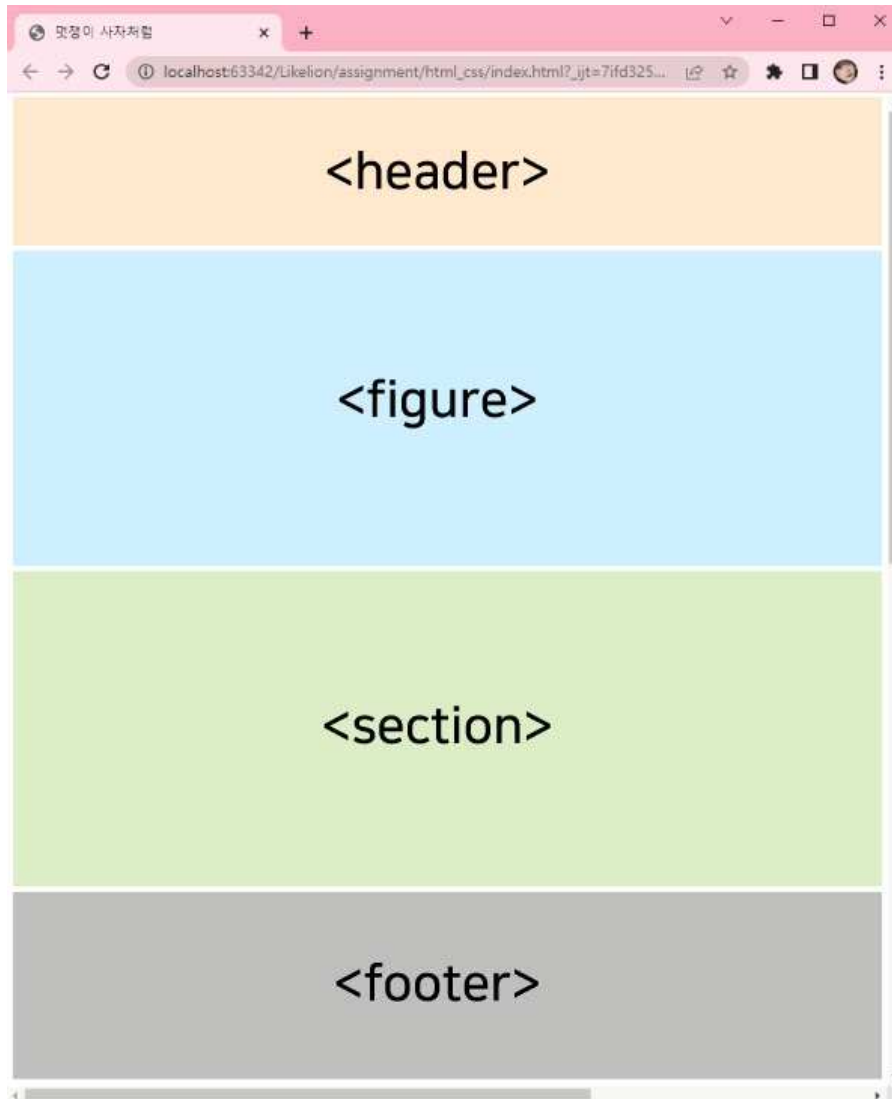 멋쟁이 사자처럼
localhost:63342/Likelion/assignment/html_css/index.html?_ijt=7ifd325...
<header>
<figure>
<section>
<footer>